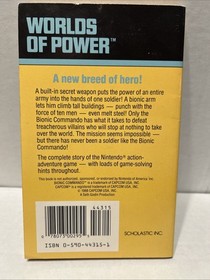 WORLDS
OF POWER™
A new breed of hero!
A built-in secret weapon puts the power of an entire
army into the hands of one soldier! A bionic arm
lets him climb tall buildings — punch with the
force of ten men — even melt steel! Only the
Bionic Commando has what it takes to defeat
treacherous villains who will stop at nothing to take
over the world. The mission seems impossible —
but there has never been a soldier like the Bionic
Commando!
The complete story of the Nintendo® action-
adventure game — with loads of game-solving
hints throughout.
44315
ISBN 0-590-44315-1
SCHOLASTIC INC.